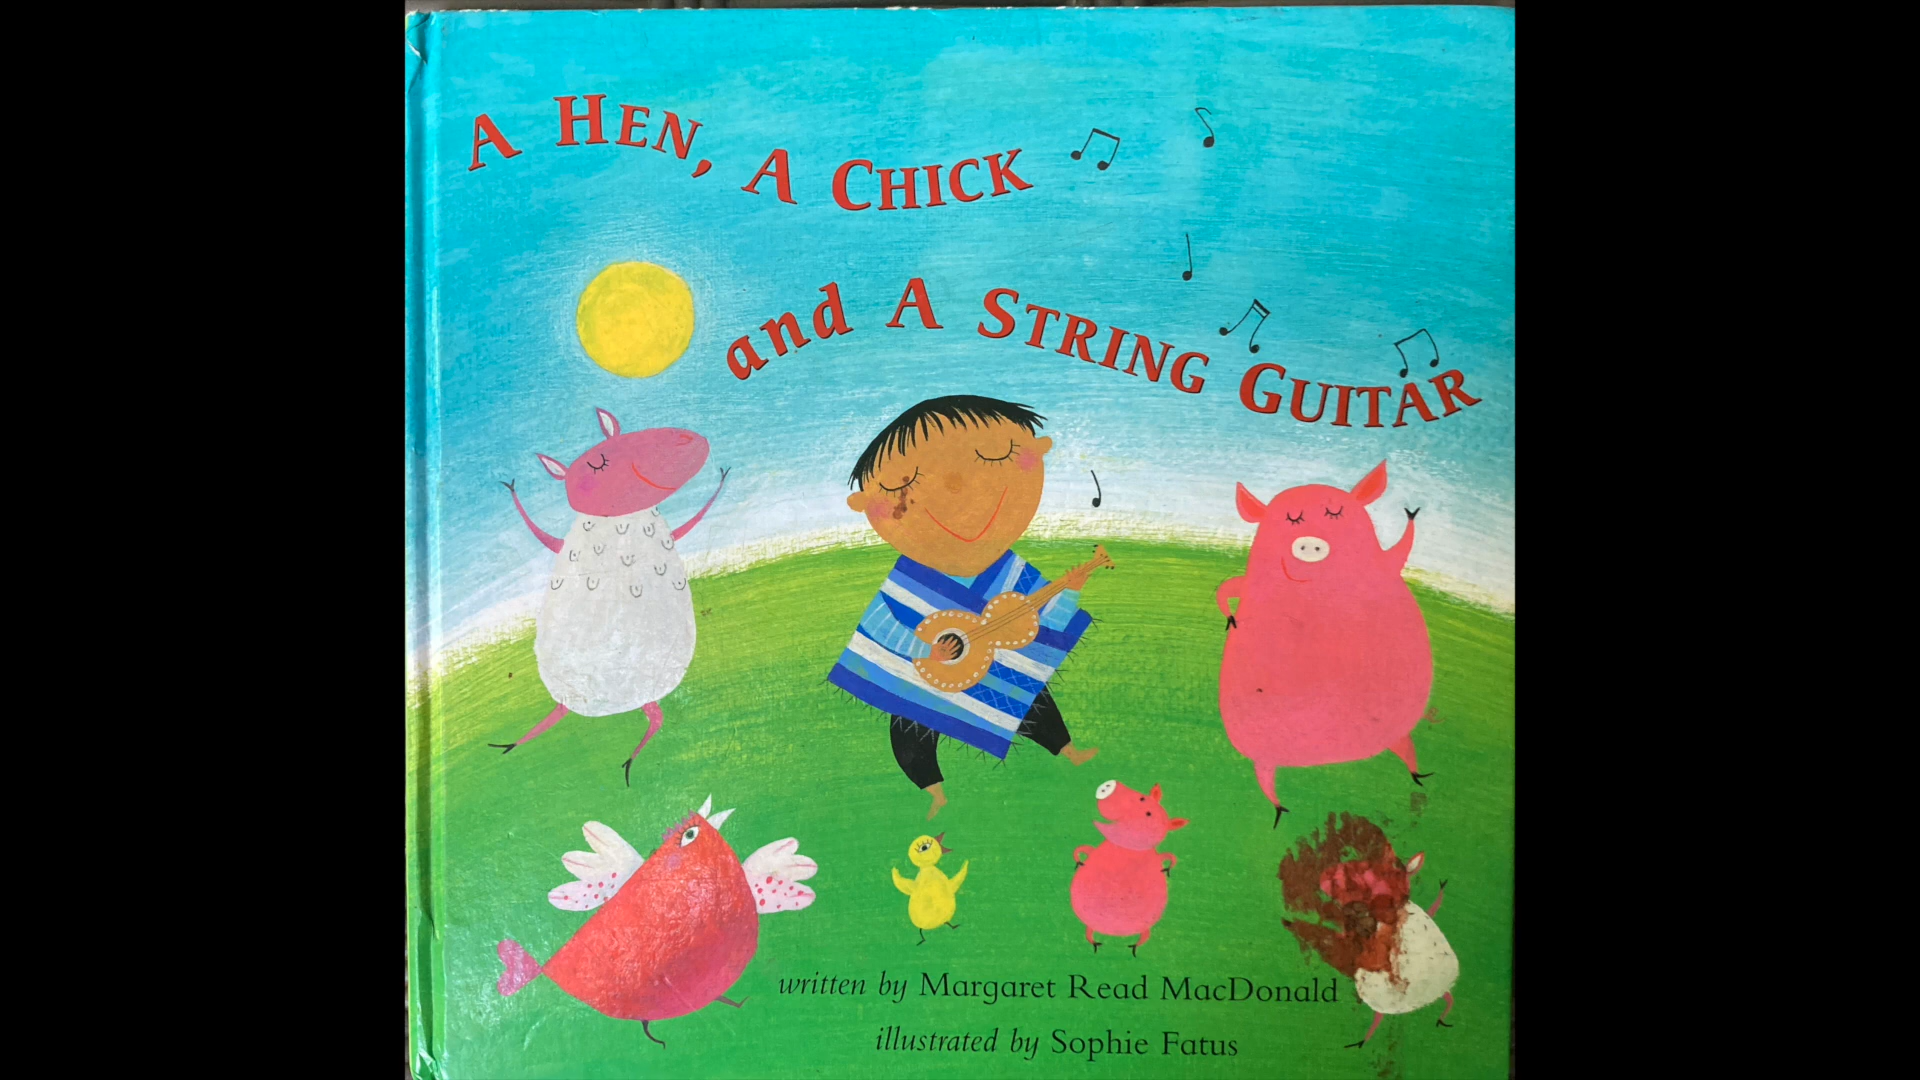 A HEN, A CHICK
and A STRING GUITAR
written by Margaret Read MacDonald
illustrated by Sophie Fatus